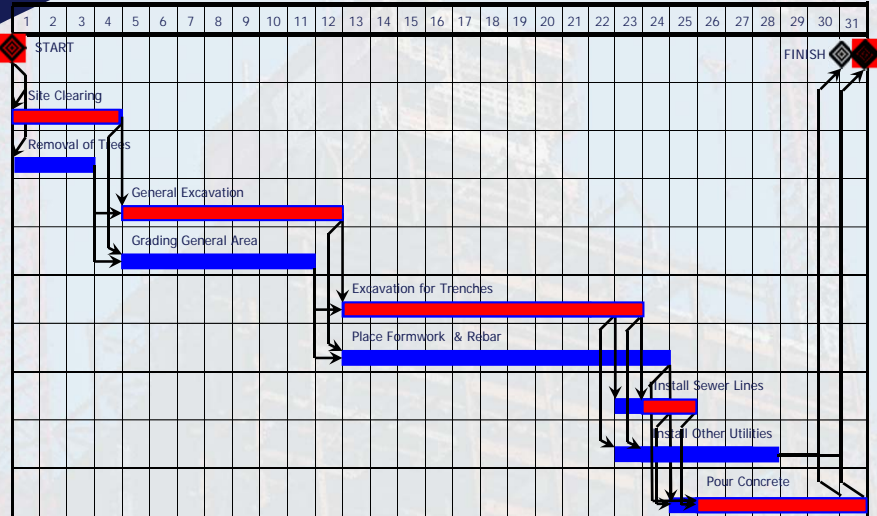 1 2 3 4 5 6 7 8 9 10 11 12 13 14 15 16 17 18 19 20 21 22 23 24 25 26 27 28 29 30 31
START
FINISH
Site Clearing
Removal of Trees
General Excavation
Grading General Area
Excavation for Trenches
Place Formwork & Rebar
Install Sewer Lines
Install Other Utilities
Pour Concrete